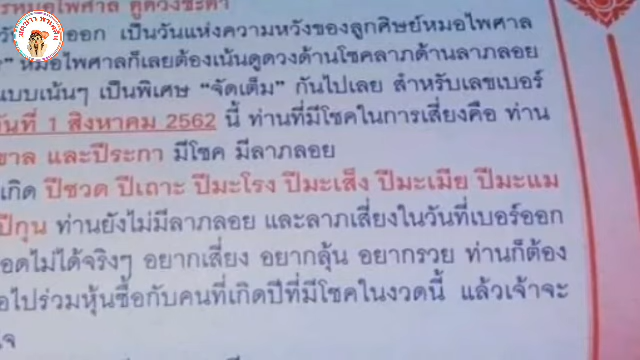 รหมอไพศาล ดูดวงชะตา
ออก เป็นวันแห่งความหวังของลูกศิษย์หมอไพศาล
” หมอไพศาลก็เลยต้องเน้นดูดวงด้านโชคลาภด้านลาภลอย
แบบเน้นๆ เป็นพิเศษ “จัดเต็ม” กันไปเลย สำหรับเลขเบอร์
วันที่ 1 สิงหาคม 2562 นี้ ท่านที่มีโชคในการเสี่ยงคือ ท่าน
ขาล และปีระกา มีโชค มีลาภลอย
เกิด ปีชวด ปีเถาะ ปีมะโรง ปีมะเส็ง ปีมะเมีย ปีมะแม
ปีกุน ท่านยังไม่มีลาภลอย และลาภเสี่ยงในวันที่เบอร์ออก
อดไม่ได้จริงๆ อยากเสี่ยง อยากลุ้น อยากรวย ท่านก็ต้อง
อไปร่วมหุ้นซื้อกับคนที่เกิดปีที่มีโชคในงวดนี้ แล้วเจ้าจะ